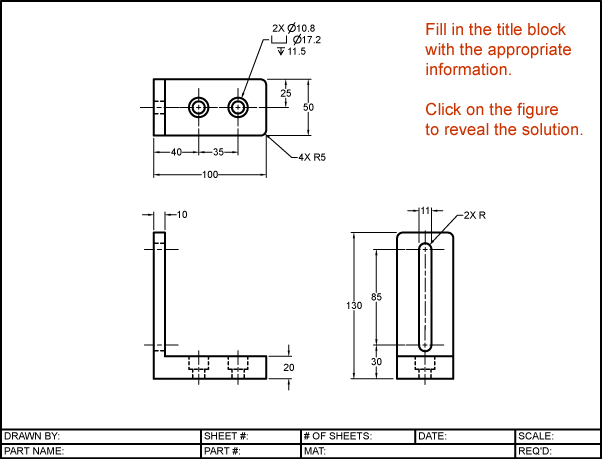 2X Ø10.8
⌴ Ø17.2
↧ 11.5
Fill in the title block
with the appropriate
information.
Click on the figure
to reveal the solution.
25
50
40
35
4X R5
100
10
11
2X R
130
85
30
20
DRAWN BY:
SHEET #:
# OF SHEETS:
DATE:
SCALE:
PART NAME:
PART #:
MAT:
REQ'D: